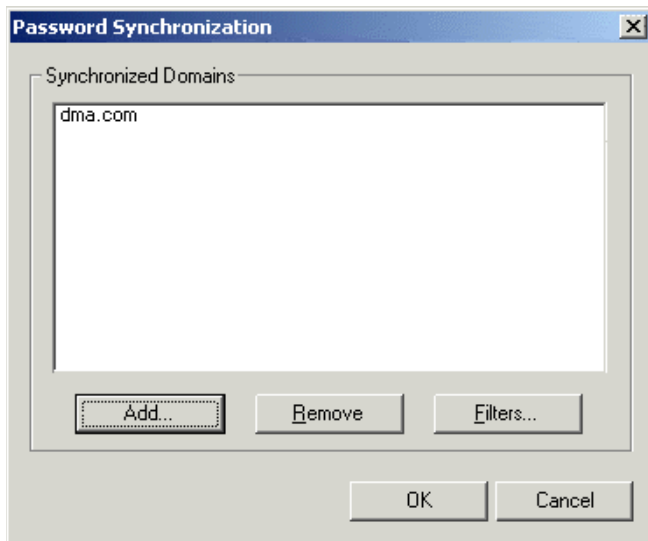 Password Synchronization
Synchronized Domains
dma.com
Add...
Remove
Filters...
OK
Cancel